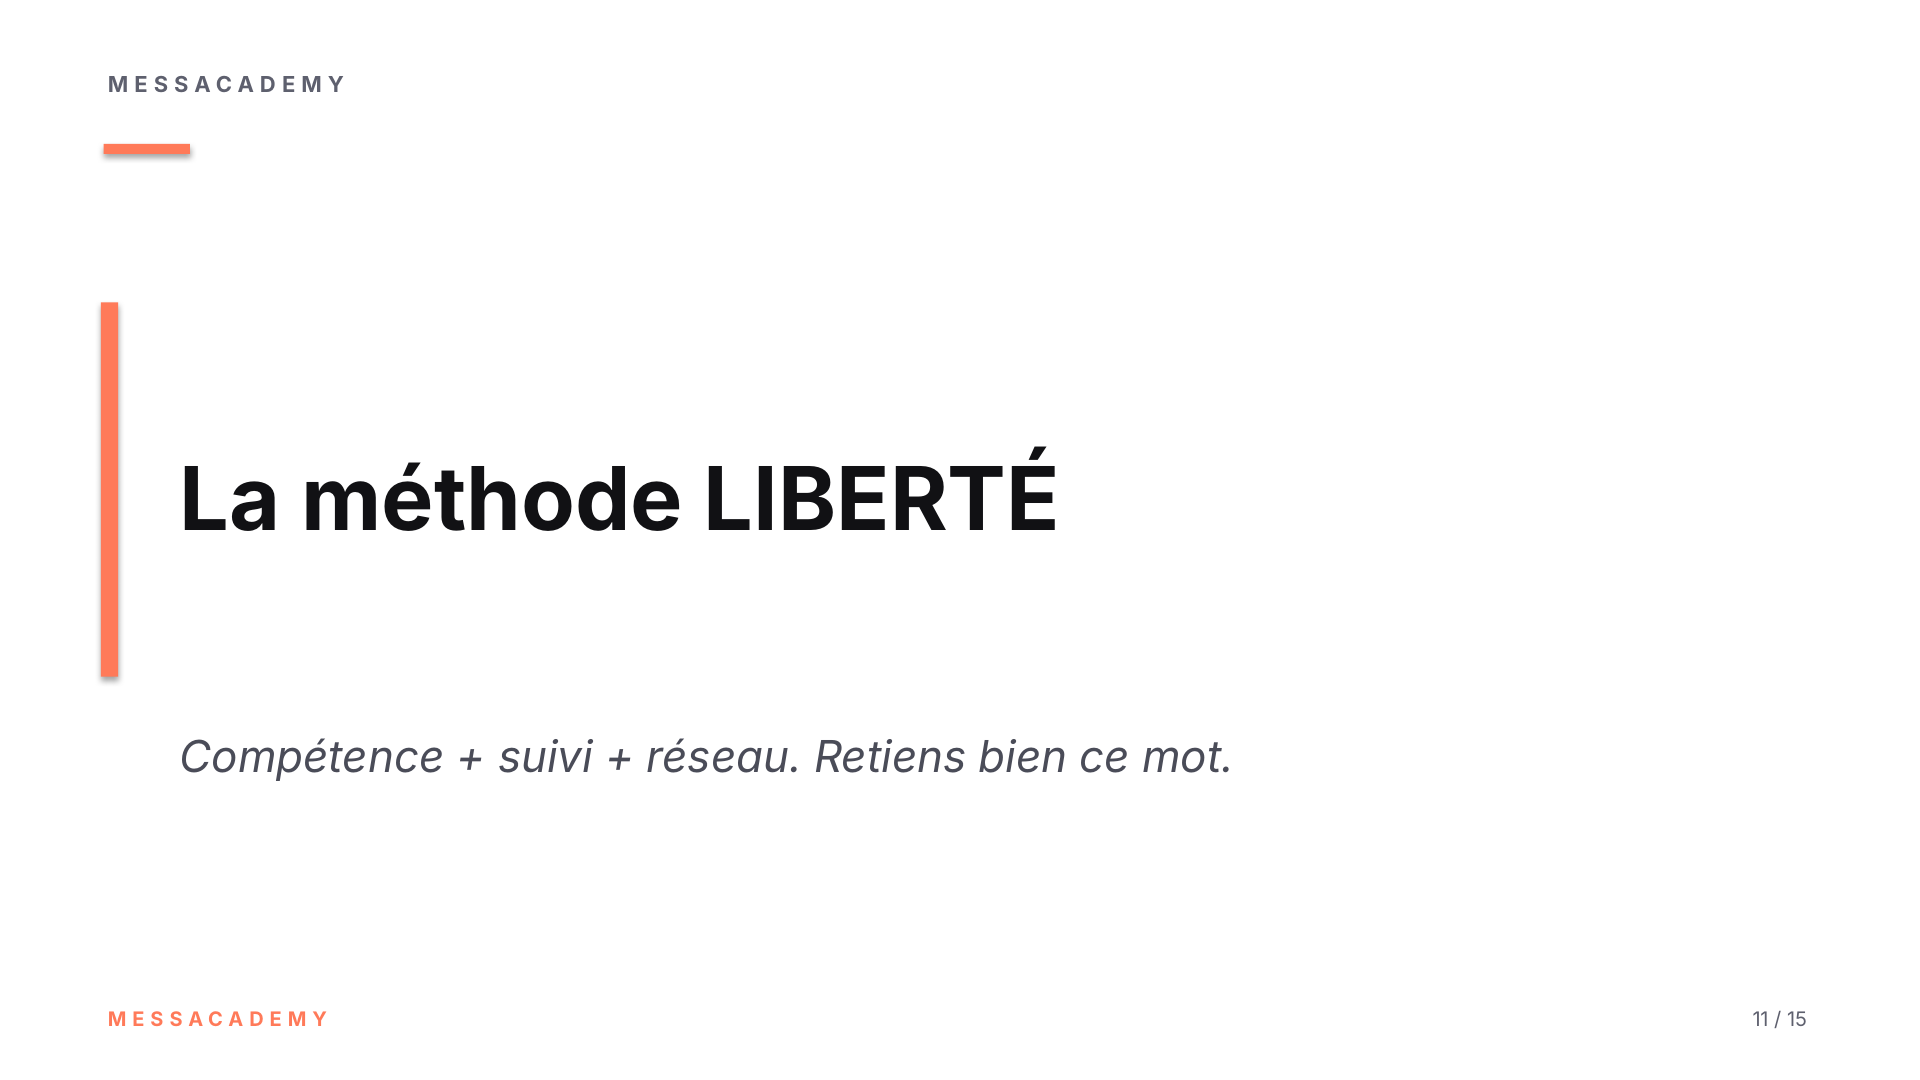 MESSACADEMY
La méthode LIBERTÉ
Compétence + suivi + réseau. Retiens bien ce mot.
MESSACADEMY
11 / 15